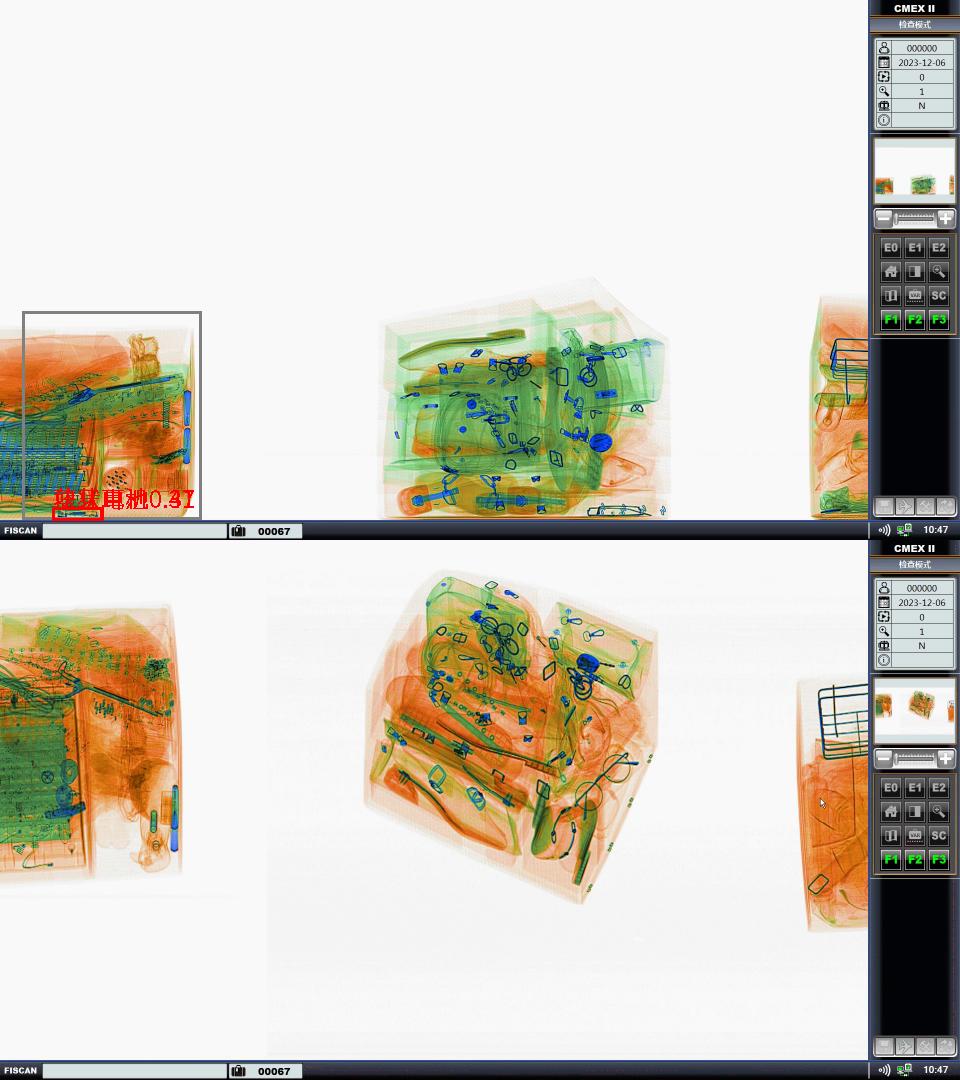 CMEX II
检查模式
000000
2023-12-06
0
1
N
E0 E1 E2
VAR SC
F1 F2 F3
FISCAN
00067
10:47
CMEX II
检查模式
000000
2023-12-06
0
1
N
E0 E1 E2
VAR SC
F1 F2 F3
FISCAN
00067
10:47